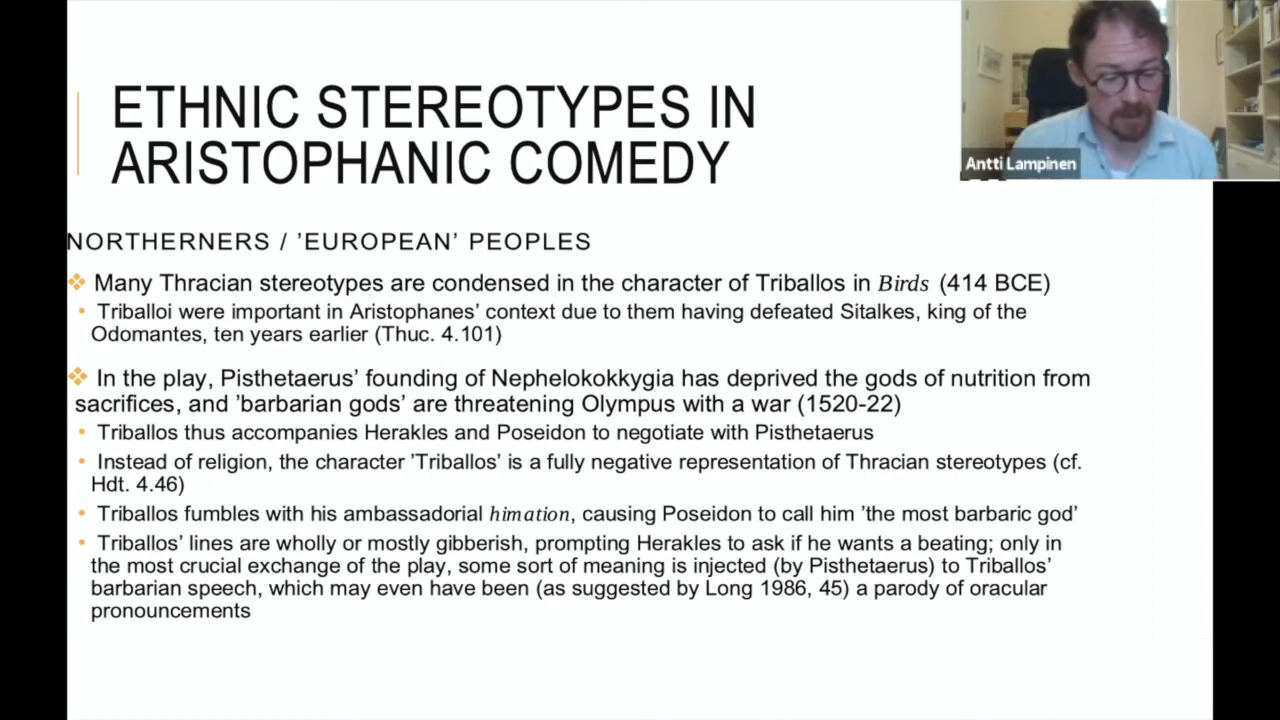 ETHNIC STEREOTYPES IN
ARISTOPHANIC COMEDY
Antti Lampinen
NORTHERNERS / ’EUROPEAN’ PEOPLES
❖ Many Thracian stereotypes are condensed in the character of Triballos in Birds (414 BCE)
• Triballoi were important in Aristophanes’ context due to them having defeated Sitalkes, king of the
Odomantes, ten years earlier (Thuc. 4.101)
❖ In the play, Pisthetaerus’ founding of Nephelokokkygia has deprived the gods of nutrition from
sacrifices, and ’barbarian gods’ are threatening Olympus with a war (1520-22)
• Triballos thus accompanies Herakles and Poseidon to negotiate with Pisthetaerus
• Instead of religion, the character ’Triballos’ is a fully negative representation of Thracian stereotypes (cf.
Hdt. 4.46)
• Triballos fumbles with his ambassadorial himation, causing Poseidon to call him ’the most barbaric god’
• Triballos’ lines are wholly or mostly gibberish, prompting Herakles to ask if he wants a beating; only in
the most crucial exchange of the play, some sort of meaning is injected (by Pisthetaerus) to Triballos’
barbarian speech, which may even have been (as suggested by Long 1986, 45) a parody of oracular
pronouncements